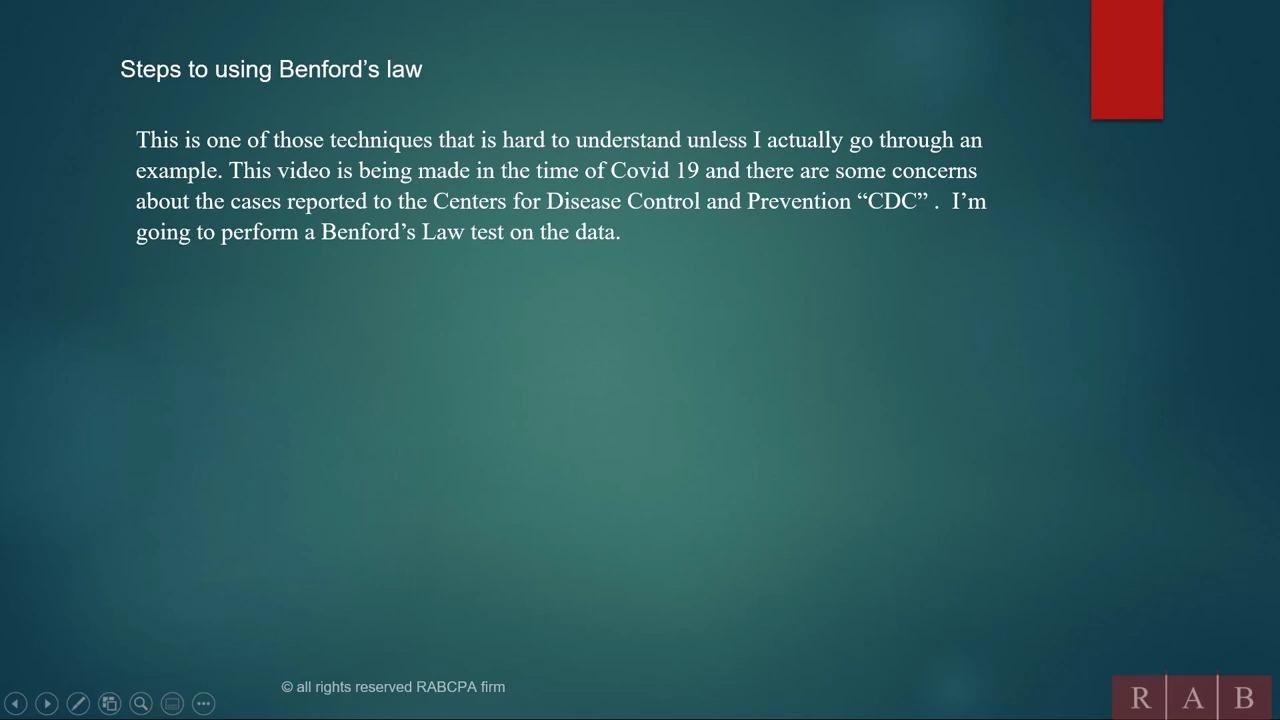 Steps to using Benford’s law
This is one of those techniques that is hard to understand unless I actually go through an
example. This video is being made in the time of Covid 19 and there are some concerns
about the cases reported to the Centers for Disease Control and Prevention “CDC” .  I’m
going to perform a Benford’s Law test on the data.
© all rights reserved RABCPA firm
R A B